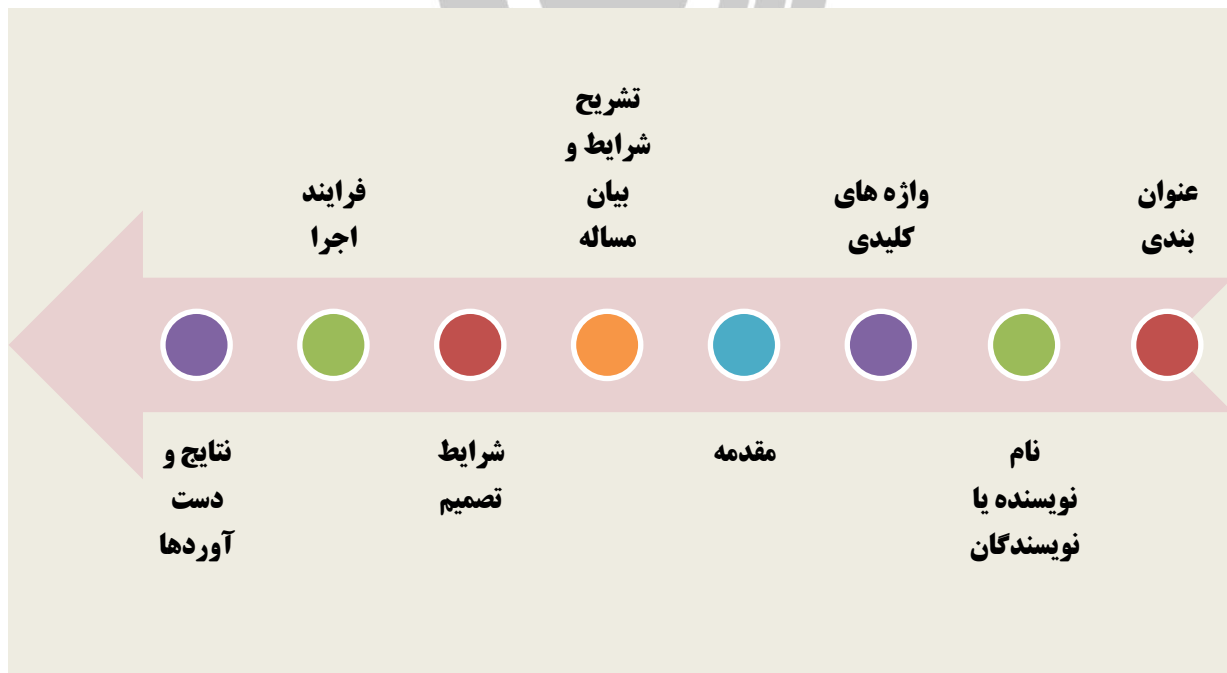 عنوان
بندی
نام
نویسنده یا
نویسندگان
واژه های
کلیدی
مقدمه
تشریح
شرایط و
بیان
مساله
شرایط
تصمیم
فرایند
اجرا
نتایج و
دست
آوردها